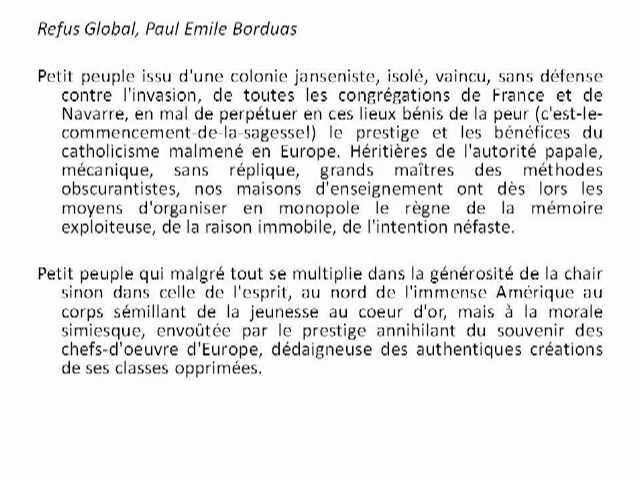 Refus Global, Paul Emile Borduas
Petit peuple issu d'une colonie janseniste, isolé, vaincu, sans défense
contre l'invasion, de toutes les congrégations de France et de
Navarre, en mal de perpétuer en ces lieux bénis de la peur (c'est-le-
commencement-de-la-sagesse!) le prestige et les bénéfices du
catholicisme malmené en Europe. Héritières de l'autorité papale,
mécanique, sans réplique, grands maîtres des méthodes
obscurantistes, nos maisons d'enseignement ont dès lors les
moyens d'organiser en monopole le règne de la mémoire
exploiteuse, de la raison immobile, de l'intention néfaste.
Petit peuple qui malgré tout se multiplie dans la générosité de la chair
sinon dans celle de l'esprit, au nord de l'immense Amérique au
corps sémillant de la jeunesse au coeur d'or, mais à la morale
simiesque, envoûtée par le prestige annihilant du souvenir des
chefs-d'oeuvre d'Europe, dédaigneuse des authentiques créations
de ses classes opprimées.